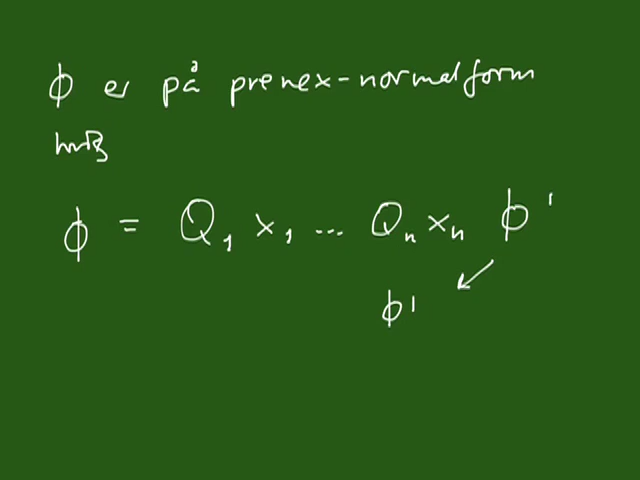 ϕ er på prenex-normalform
hvis
ϕ = Q₁ x₁ ... Qₙ xₙ ϕ'
ϕ'